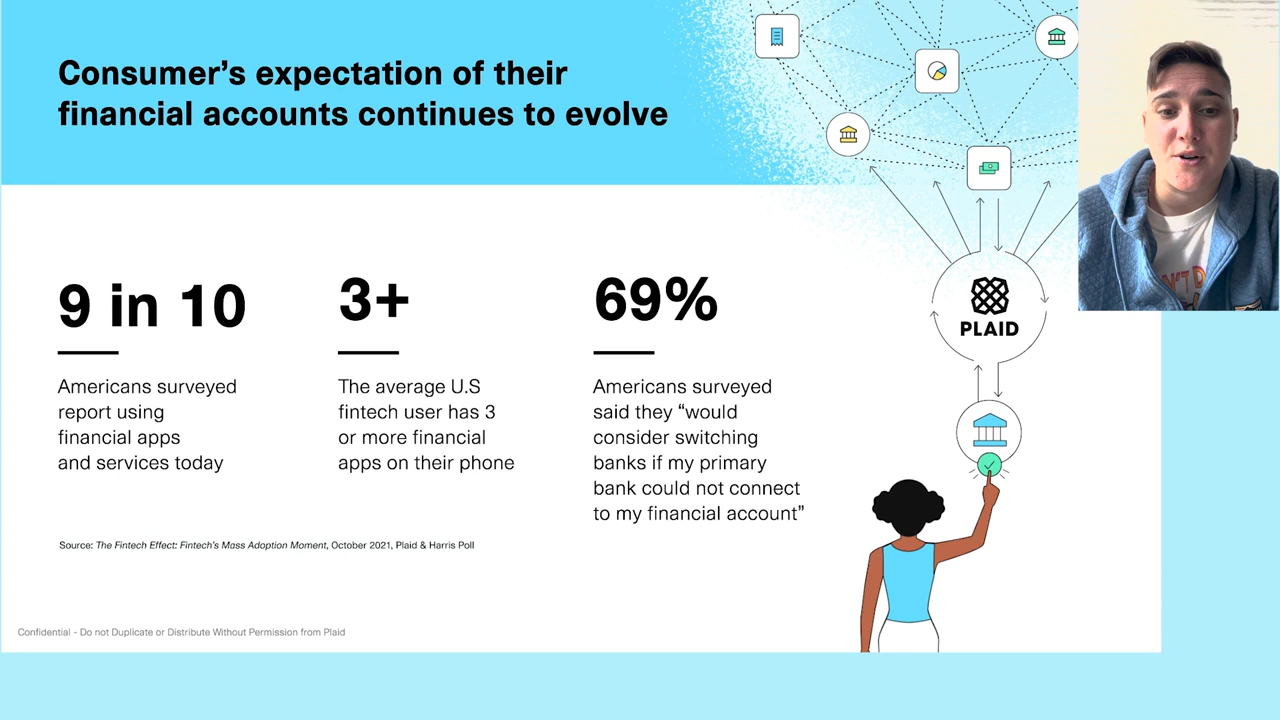 Consumer’s expectation of their
financial accounts continues to evolve
9 in 10
Americans surveyed
report using
financial apps
and services today
3+
The average U.S
fintech user has 3
or more financial
apps on their phone
69%
Americans surveyed
said they “would
consider switching
banks if my primary
bank could not connect
to my financial account”
PLAID
Source: The Fintech Effect: Fintech’s Mass Adoption Moment, October 2021, Plaid & Harris Poll
Confidential - Do not Duplicate or Distribute Without Permission from Plaid